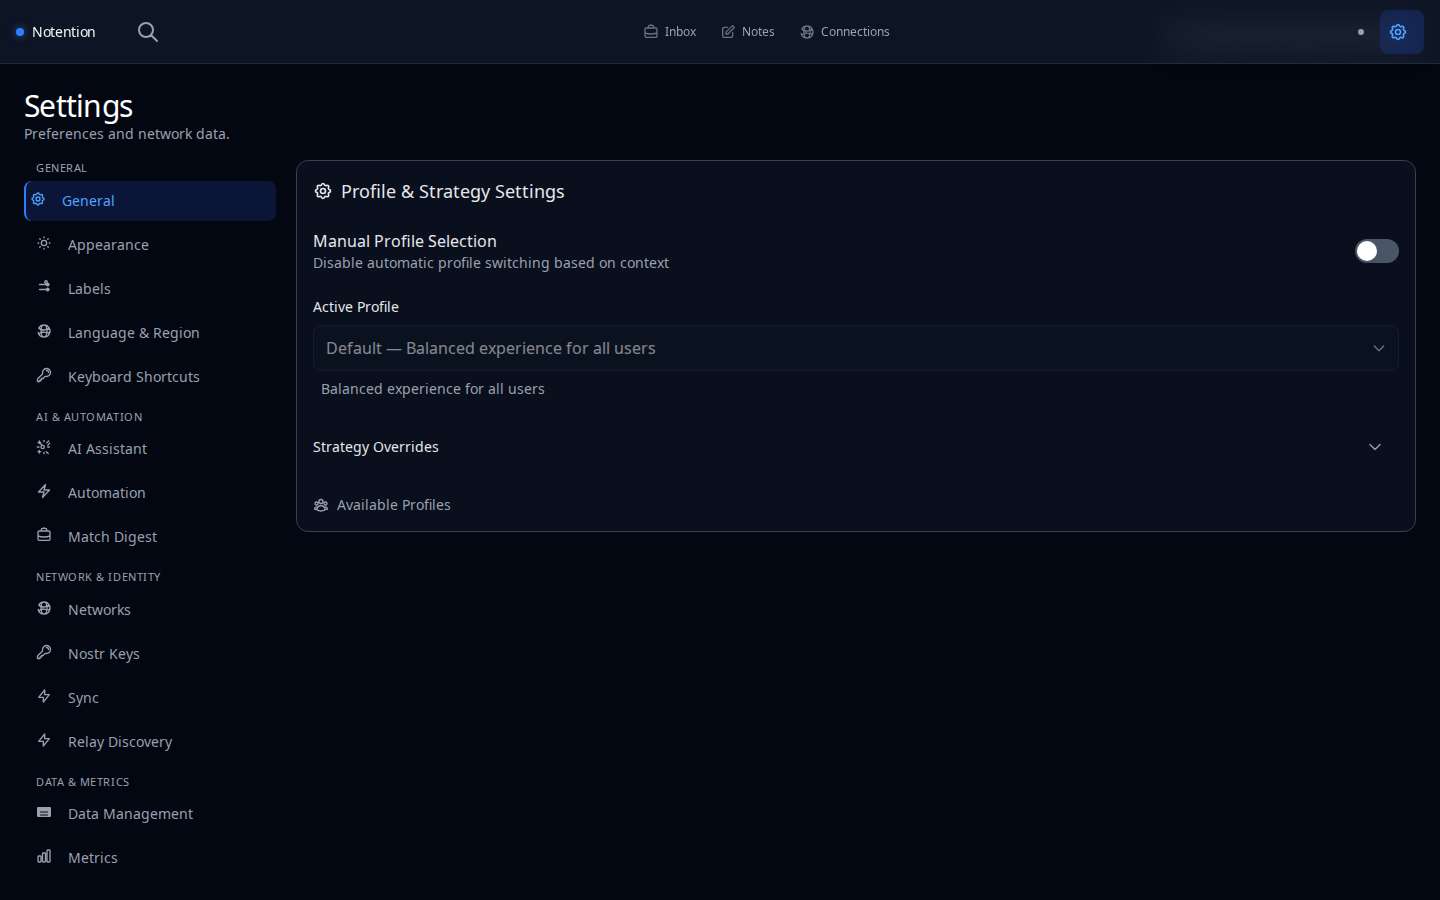 Notention
Inbox
Notes
Connections
Settings
Preferences and network data.
GENERAL
General
Appearance
Labels
Language & Region
Keyboard Shortcuts
AI & AUTOMATION
AI Assistant
Automation
Match Digest
NETWORK & IDENTITY
Networks
Nostr Keys
Sync
Relay Discovery
DATA & METRICS
Data Management
Metrics
Profile & Strategy Settings
Manual Profile Selection
Disable automatic profile switching based on context
Active Profile
Default — Balanced experience for all users
Balanced experience for all users
Strategy Overrides
Available Profiles